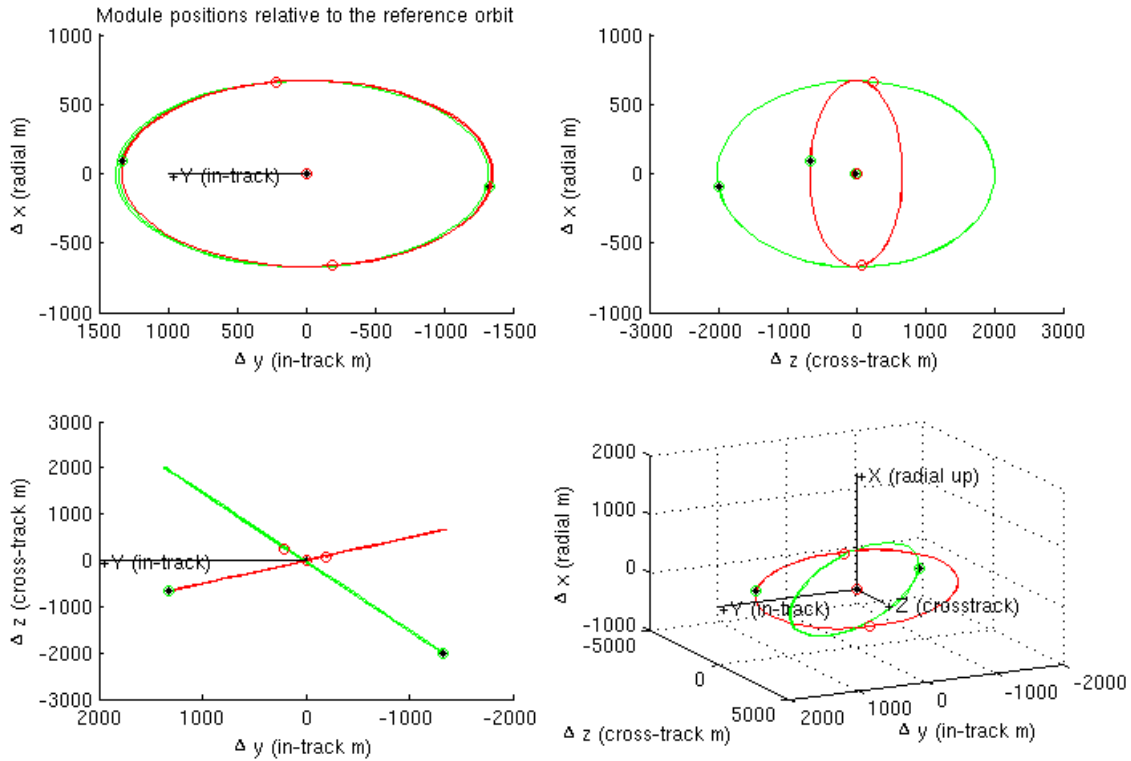 Module positions relative to the reference orbit
1000
500
0
-500
-1000
Δ x (radial m)
+Y (in-track)
1500 1000 500 0 -500 -1000 -1500
Δ y (in-track m)
1000
500
0
-500
-1000
Δ x (radial m)
-3000 -2000 -1000 0 1000 2000 3000
Δ z (cross-track m)
3000
2000
1000
0
-1000
-2000
-3000
Δ z (cross-track m)
+Y (in-track)
2000 1000 0 -1000 -2000
Δ y (in-track m)
2000
1000
0
-1000
Δ x (radial m)
+X (radial up)
+Y (in-track)
+Z (crosstrack)
-5000
0
5000
Δ z (cross-track m)
2000
1000
0
-1000
-2000
Δ y (in-track m)